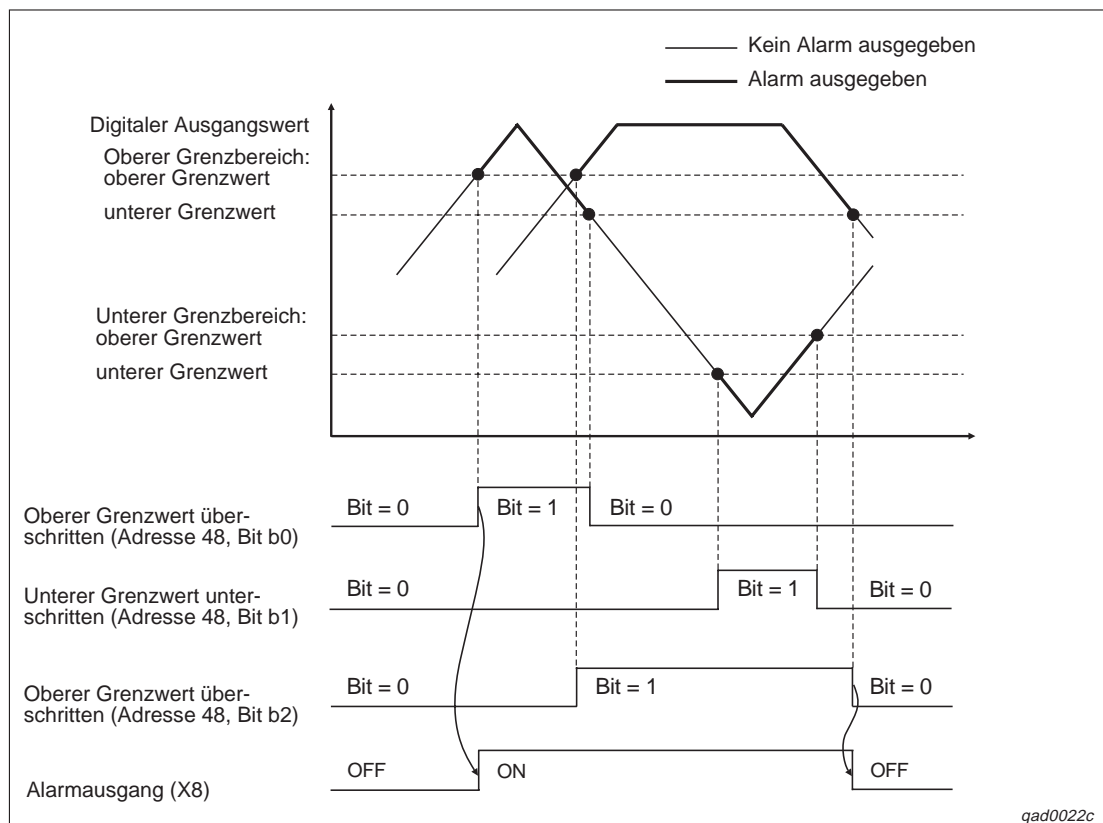 Kein Alarm ausgegeben
Alarm ausgegeben
Digitaler Ausgangswert
Oberer Grenzbereich:
oberer Grenzwert
unterer Grenzwert
Unterer Grenzbereich:
oberer Grenzwert
unterer Grenzwert
Oberer Grenzwert über-
schritten (Adresse 48, Bit b0)
Bit = 0
Bit = 1
Bit = 0
Unterer Grenzwert unter-
schritten (Adresse 48, Bit b1)
Bit = 0
Bit = 1
Bit = 0
Oberer Grenzwert über-
schritten (Adresse 48, Bit b2)
Bit = 0
Bit = 1
Bit = 0
Alarmausgang (X8)
OFF
ON
OFF
qad0022c